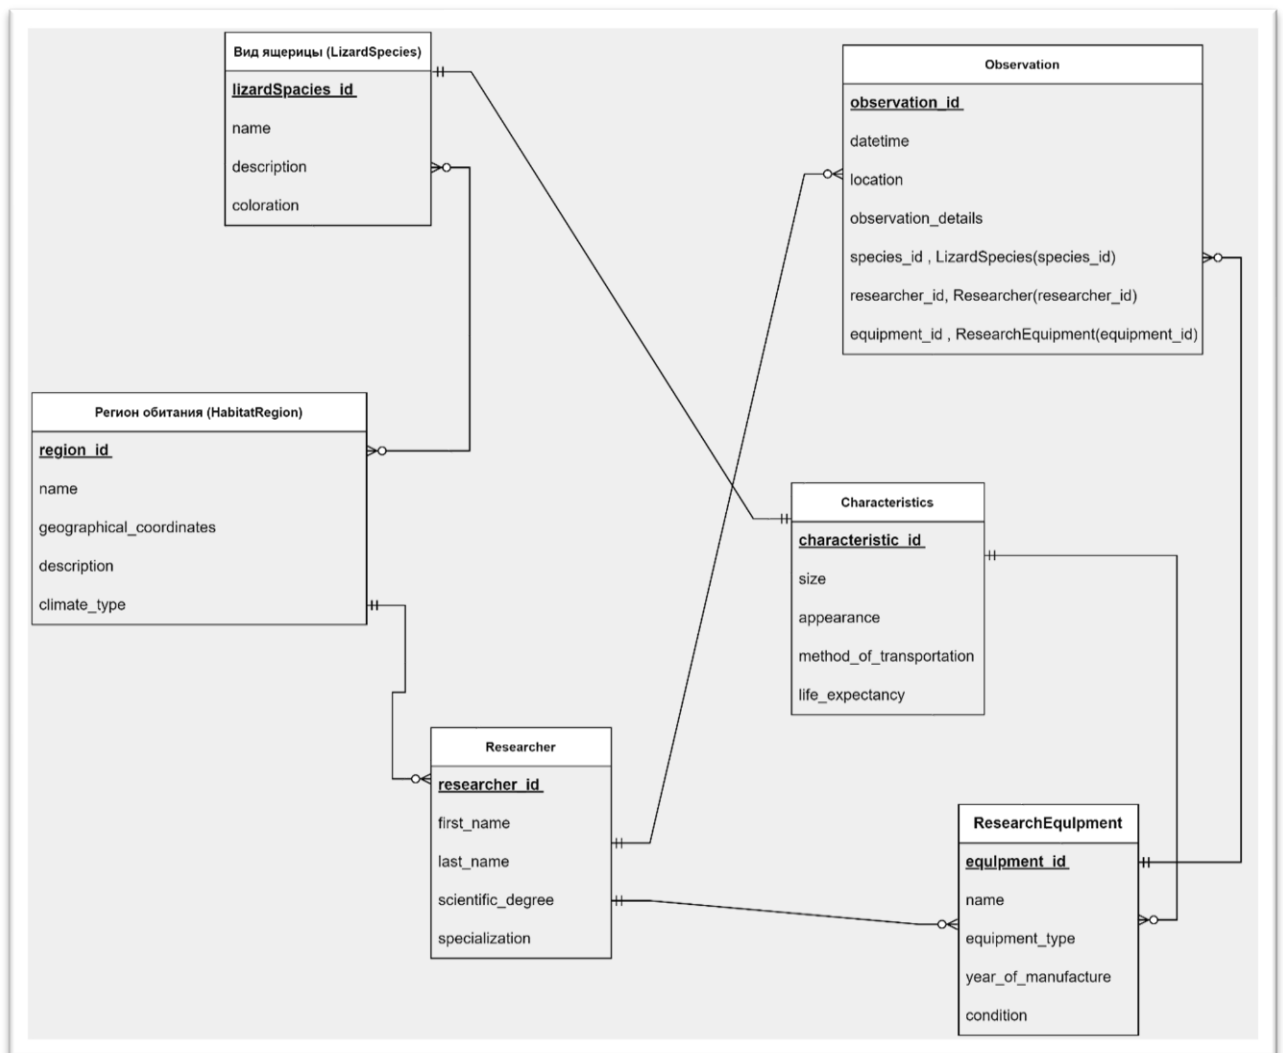 Вид ящерицы (LizardSpecies)
lizardSpacies_id
name
description
coloration
Observation
observation_id
datetime
location
observation_details
species_id , LizardSpecies(species_id)
researcher_id, Researcher(researcher_id)
equipment_id , ResearchEquipment(equipment_id)
Регион обитания (HabitatRegion)
region_id
name
geographical_coordinates
description
climate_type
Characteristics
characteristic_id
size
appearance
method_of_transportation
life_expectancy
Researcher
researcher_id
first_name
last_name
scientific_degree
specialization
ResearchEquIpment
equIpment_id
name
equipment_type
year_of_manufacture
condition